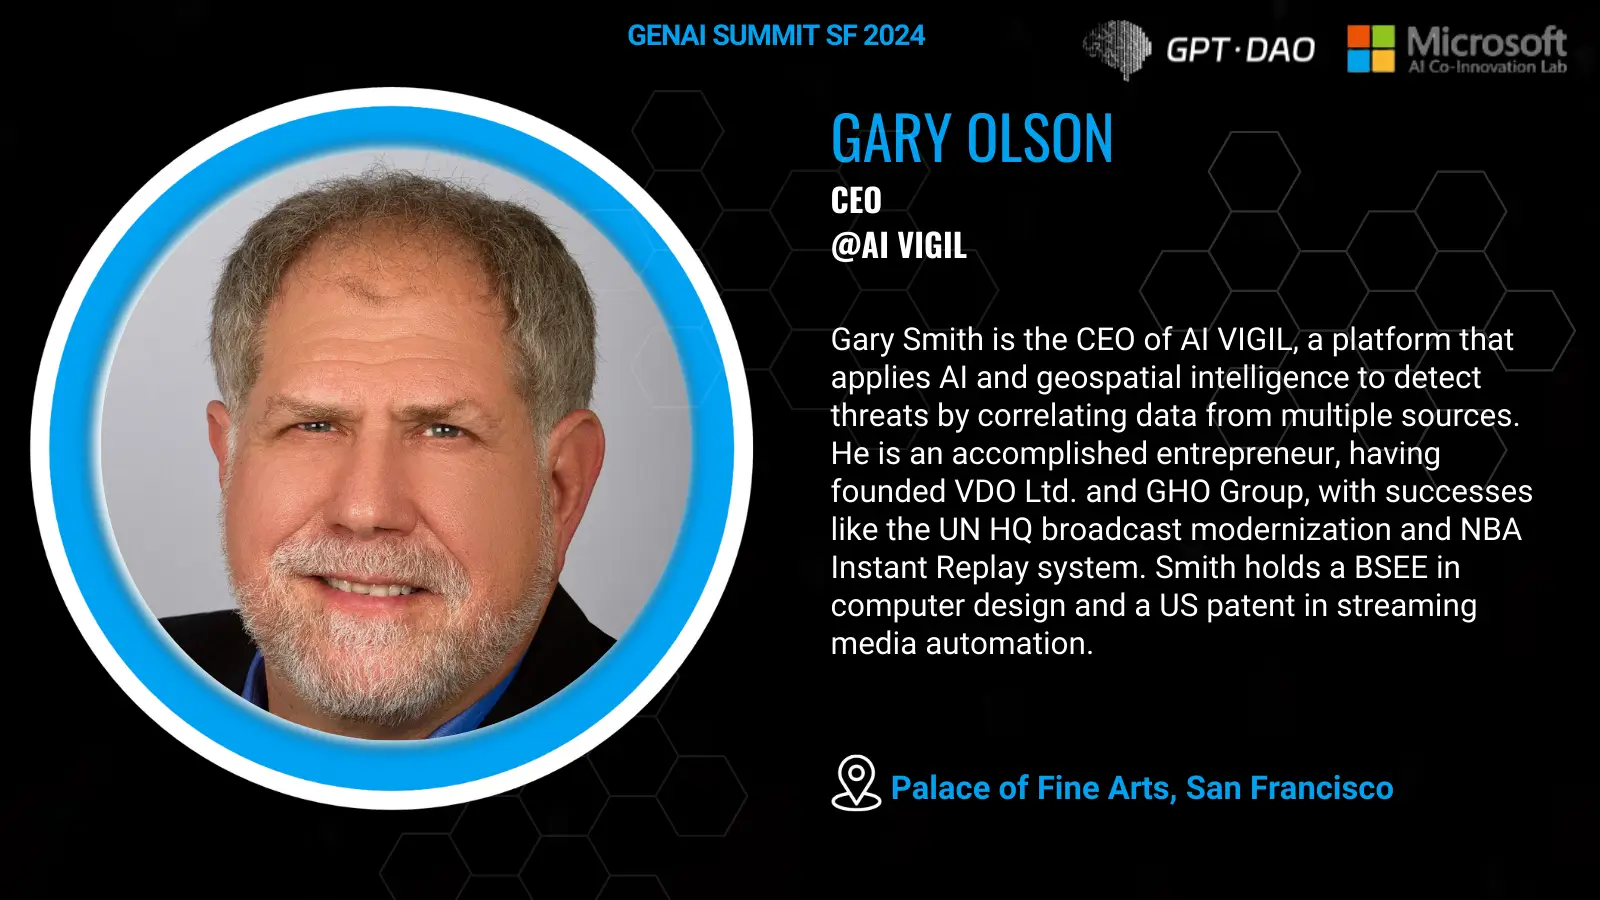 GENAI SUMMIT SF 2024
GPT·DAO
Microsoft
AI Co-Innovation Lab
GARY OLSON
CEO
@AI VIGIL
Gary Smith is the CEO of AI VIGIL, a platform that
applies AI and geospatial intelligence to detect
threats by correlating data from multiple sources.
He is an accomplished entrepreneur, having
founded VDO Ltd. and GHO Group, with successes
like the UN HQ broadcast modernization and NBA
Instant Replay system. Smith holds a BSEE in
computer design and a US patent in streaming
media automation.
Palace of Fine Arts, San Francisco